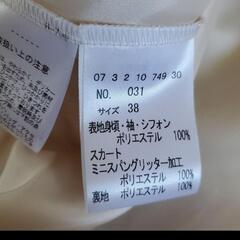 07 3 2 10 749 30
NO. 031
サイズ 38
表地身頃・袖・シフォン
ポリエステル 100%
スカート
ミニスパングリッター加工
ポリエステル 100%
裏地
ポリエステル 100%
取扱い上の注意